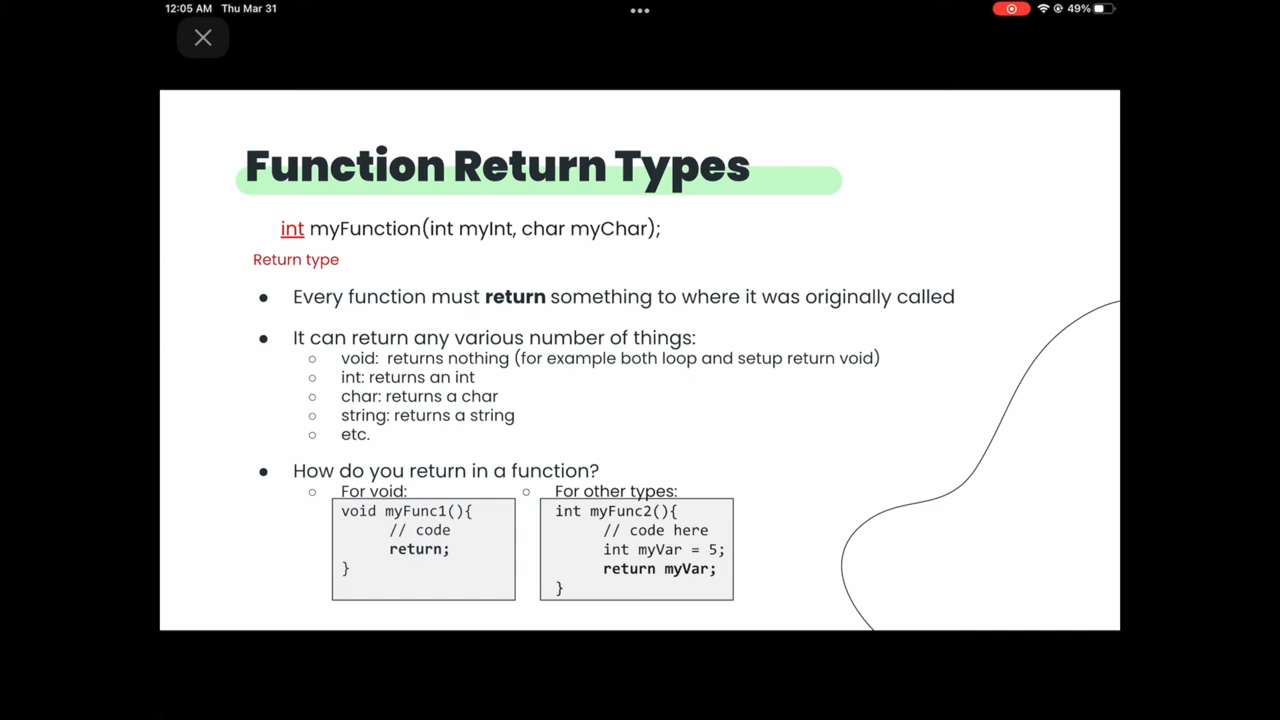 12:05 AM Thu Mar 31
49%
Function Return Types
int myFunction(int myInt, char myChar);
Return type
● Every function must return something to where it was originally called
● It can return any various number of things:
○ void: returns nothing (for example both loop and setup return void)
○ int: returns an int
○ char: returns a char
○ string: returns a string
○ etc.
● How do you return in a function?
○ For void:
void myFunc1(){
// code
return;
}
○ For other types:
int myFunc2(){
// code here
int myVar = 5;
return myVar;
}